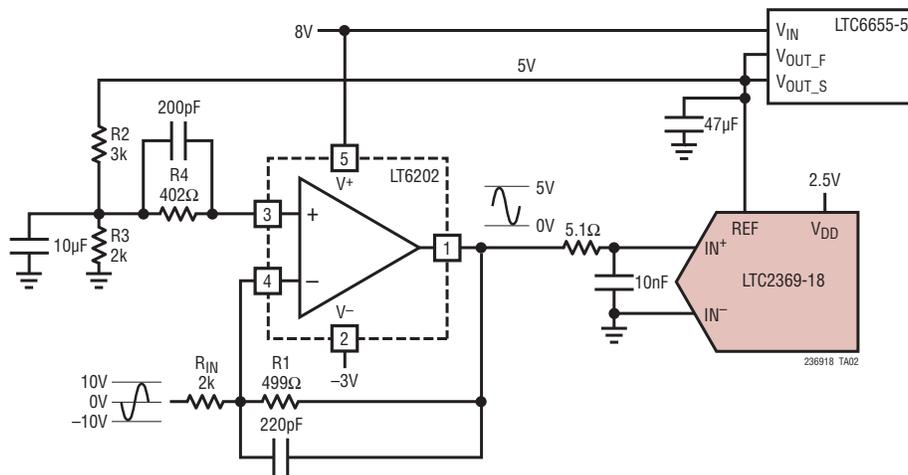 8V
V_IN
LTC6655-5
V_OUT_F
5V
V_OUT_S
200pF
47µF
R2
3k
R4
402Ω
5
V+
LT6202
3
+
5V
0V
2.5V
10µF
R3
2k
4
–
1
5.1Ω
REF
V_DD
IN+
10nF
LTC2369-18
IN–
V–
2
–3V
236918 TA02
10V
0V
–10V
R_IN
2k
R1
499Ω
220pF